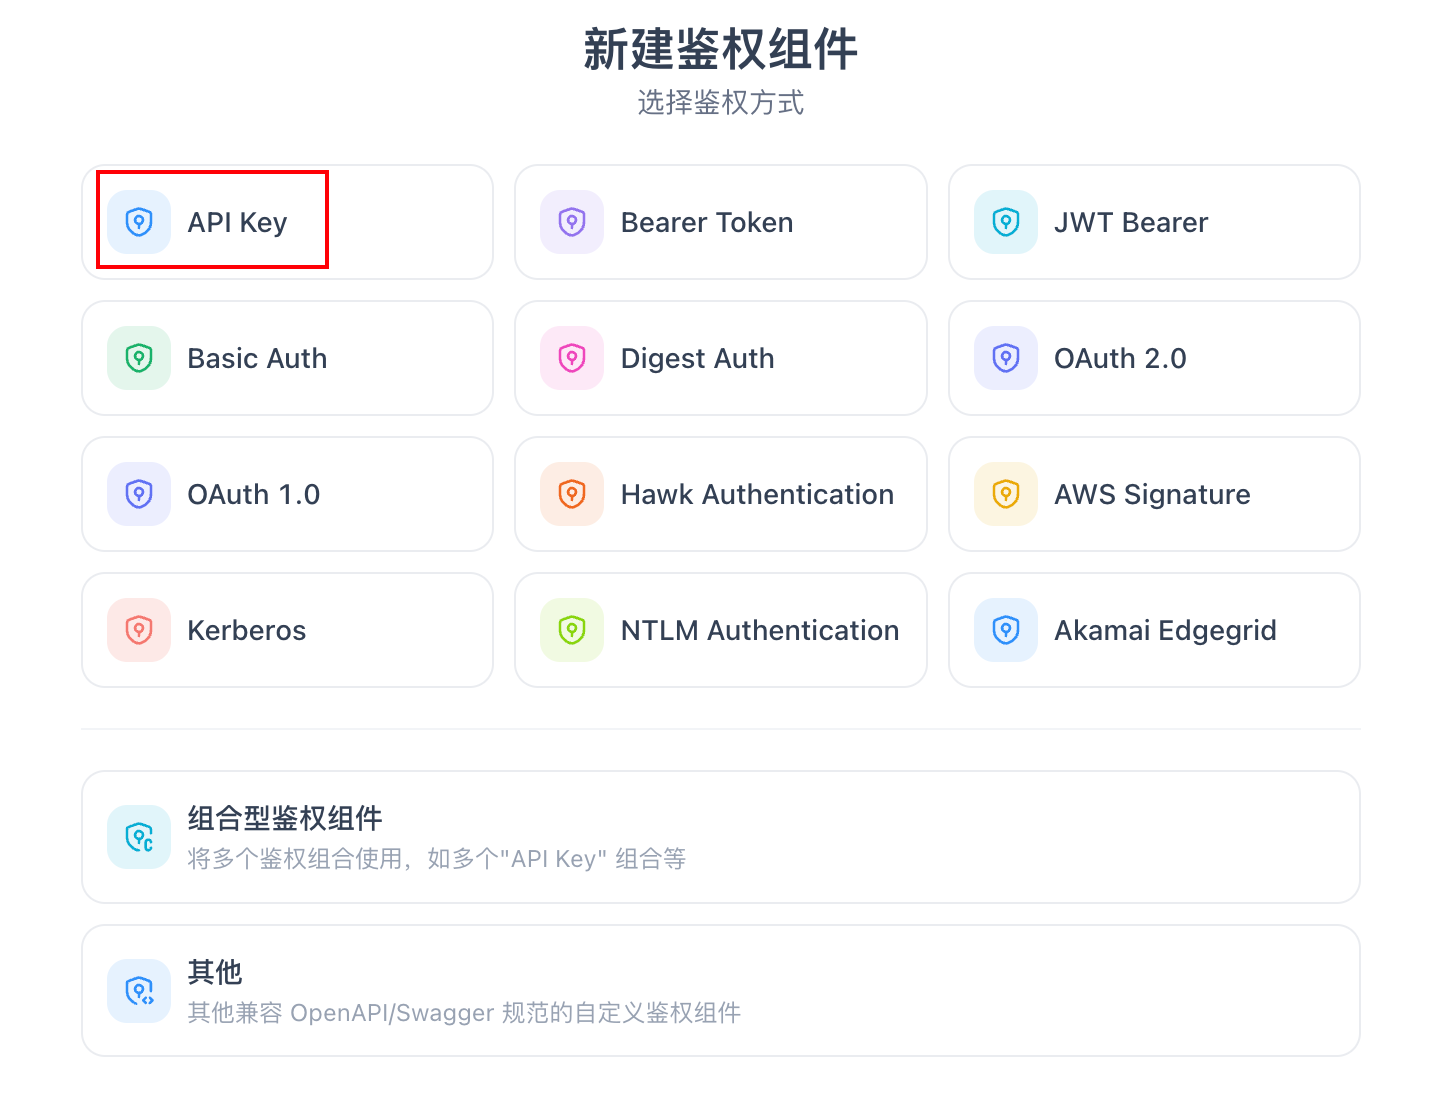 新建鉴权组件
选择鉴权方式
API Key
Bearer Token
JWT Bearer
Basic Auth
Digest Auth
OAuth 2.0
OAuth 1.0
Hawk Authentication
AWS Signature
Kerberos
NTLM Authentication
Akamai Edgegrid
组合型鉴权组件
将多个鉴权组合使用，如多个"API Key" 组合等
其他
其他兼容 OpenAPI/Swagger 规范的自定义鉴权组件